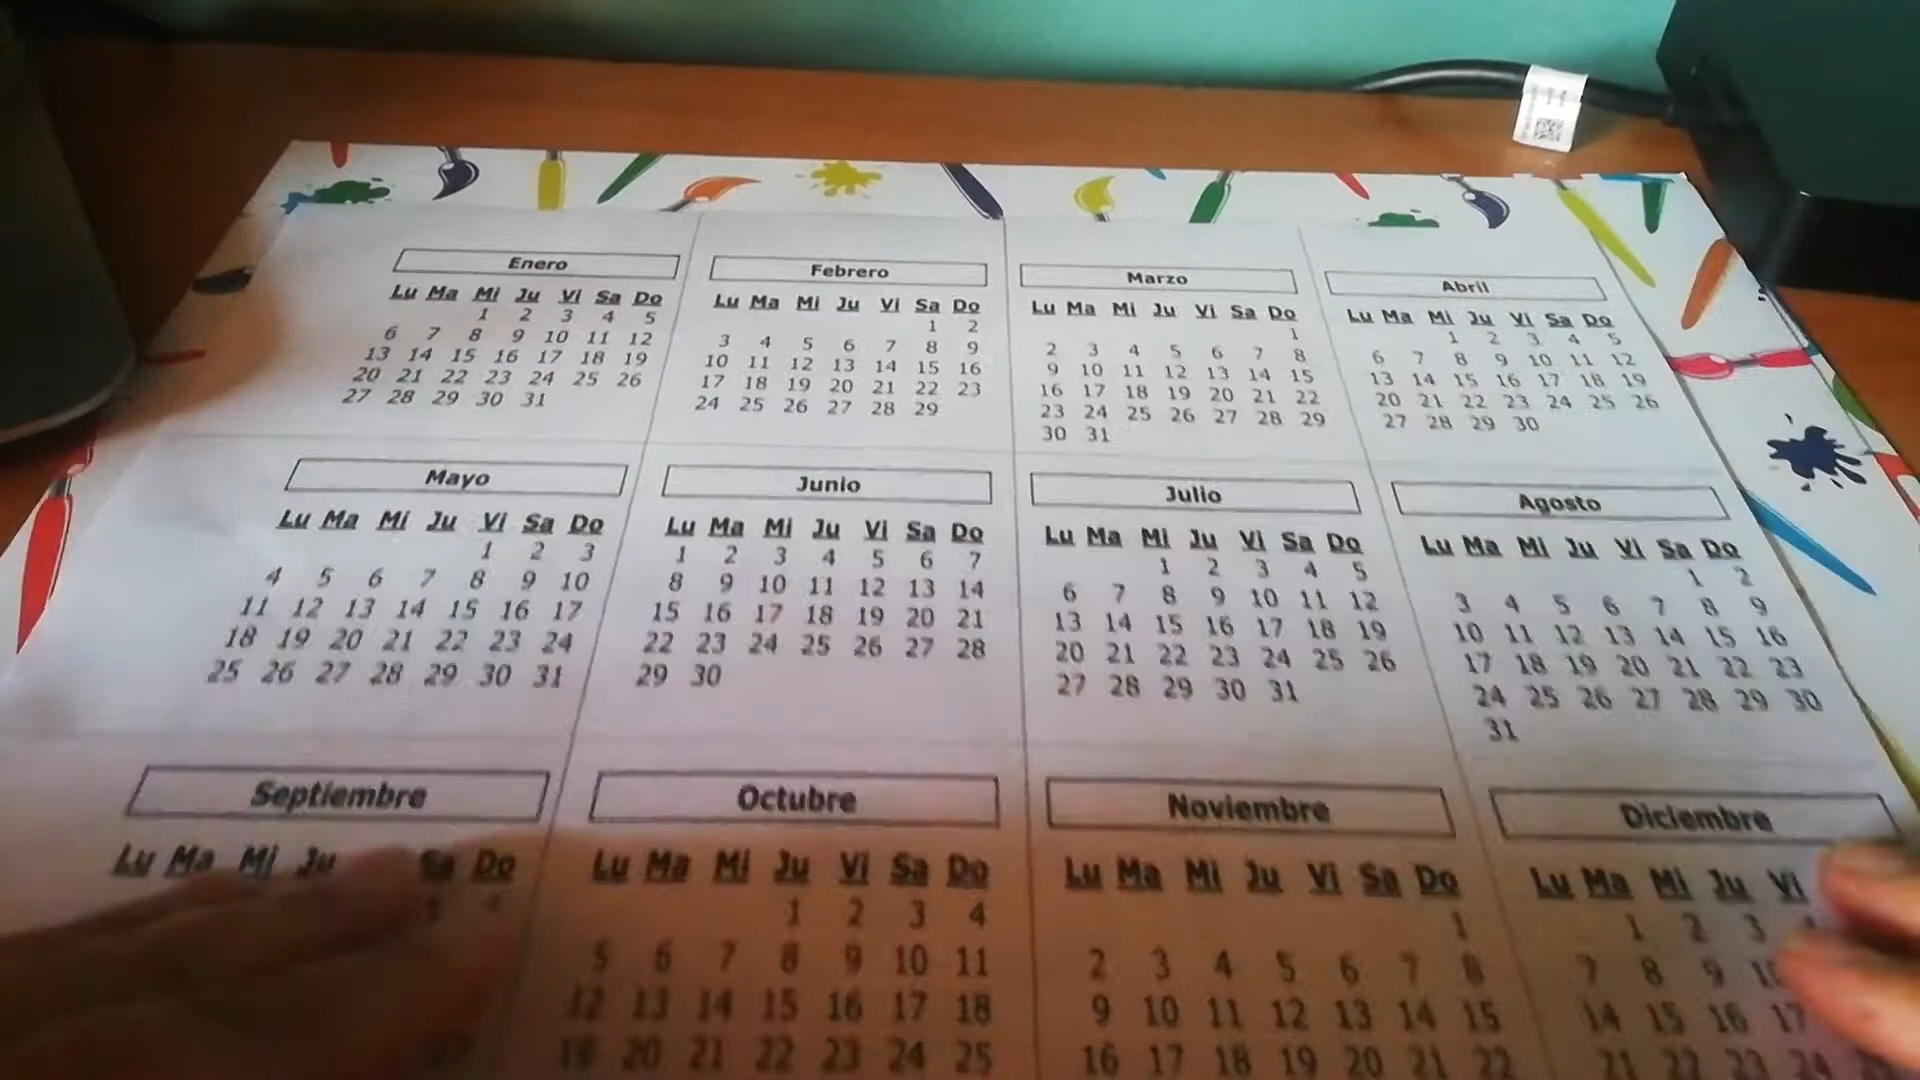 Enero
Lu Ma Mi Ju Vi Sa Do
1 2 3 4 5
6 7 8 9 10 11 12
13 14 15 16 17 18 19
20 21 22 23 24 25 26
27 28 29 30 31
Febrero
Lu Ma Mi Ju Vi Sa Do
1 2
3 4 5 6 7 8 9
10 11 12 13 14 15 16
17 18 19 20 21 22 23
24 25 26 27 28 29
Marzo
Lu Ma Mi Ju Vi Sa Do
1
2 3 4 5 6 7 8
9 10 11 12 13 14 15
16 17 18 19 20 21 22
23 24 25 26 27 28 29
30 31
Abril
Lu Ma Mi Ju Vi Sa Do
1 2 3 4 5
6 7 8 9 10 11 12
13 14 15 16 17 18 19
20 21 22 23 24 25 26
27 28 29 30
Mayo
Lu Ma Mi Ju Vi Sa Do
1 2 3
4 5 6 7 8 9 10
11 12 13 14 15 16 17
18 19 20 21 22 23 24
25 26 27 28 29 30 31
Junio
Lu Ma Mi Ju Vi Sa Do
1 2 3 4 5 6 7
8 9 10 11 12 13 14
15 16 17 18 19 20 21
22 23 24 25 26 27 28
29 30
Julio
Lu Ma Mi Ju Vi Sa Do
1 2 3 4 5
6 7 8 9 10 11 12
13 14 15 16 17 18 19
20 21 22 23 24 25 26
27 28 29 30 31
Agosto
Lu Ma Mi Ju Vi Sa Do
1 2
3 4 5 6 7 8 9
10 11 12 13 14 15 16
17 18 19 20 21 22 23
24 25 26 27 28 29 30
31
Septiembre
Lu Ma Mi Ju Sa Do
Octubre
Lu Ma Mi Ju Vi Sa Do
1 2 3 4
5 6 7 8 9 10 11
12 13 14 15 16 17 18
19 20 21 22 23 24 25
Noviembre
Lu Ma Mi Ju Vi Sa Do
1
2 3 4 5 6 7 8
9 10 11 12 13 14 15
16 17 18 19 20 21 22
Diciembre
Lu Ma Mi Ju Vi
1 2 3
7 8 9 10
14 15 16 17
21 22 23 24